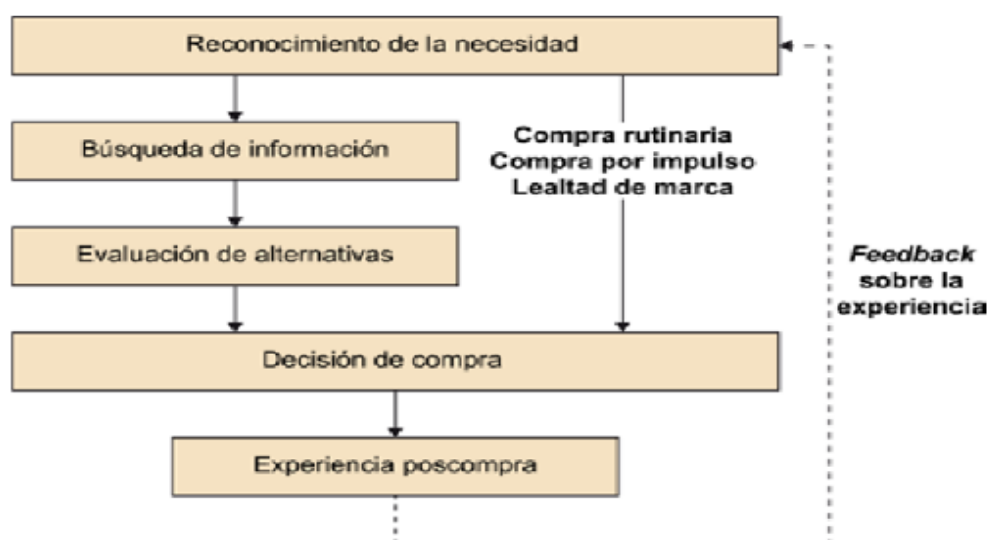 Reconocimiento de la necesidad
Búsqueda de información
Compra rutinaria
Compra por impulso
Lealtad de marca
Evaluación de alternativas
Feedback
sobre la
experiencia
Decisión de compra
Experiencia poscompra